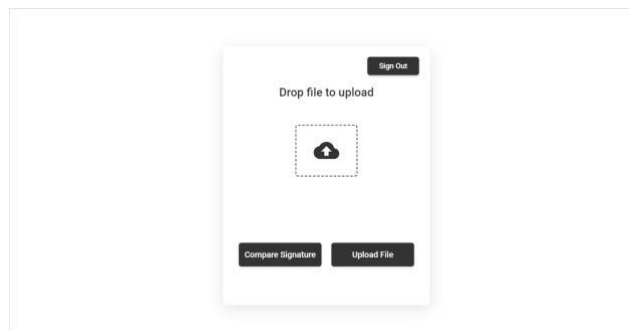 Sign Out
Drop file to upload
Compare Signature
Upload File